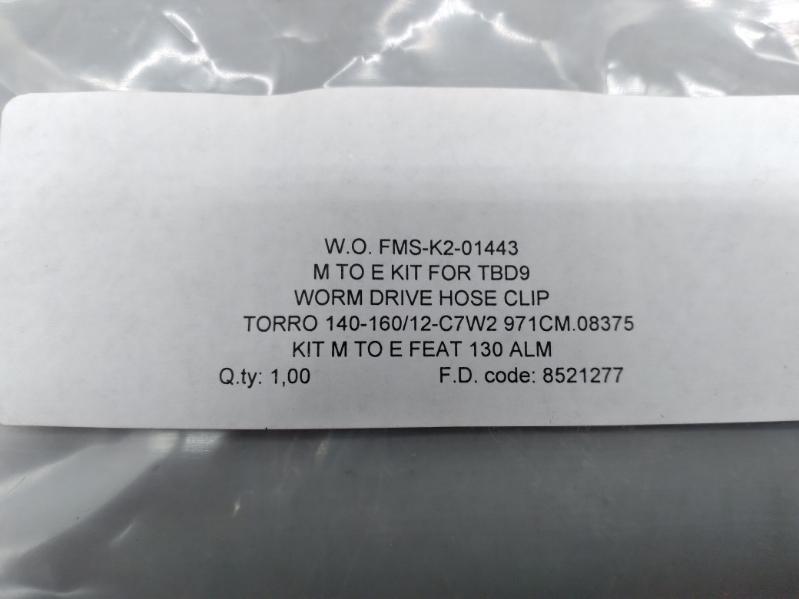 W.O. FMS-K2-01443
M TO E KIT FOR TBD9
WORM DRIVE HOSE CLIP
TORRO 140-160/12-C7W2 971CM.08375
KIT M TO E FEAT 130 ALM
Q.ty: 1,00 F.D. code: 8521277